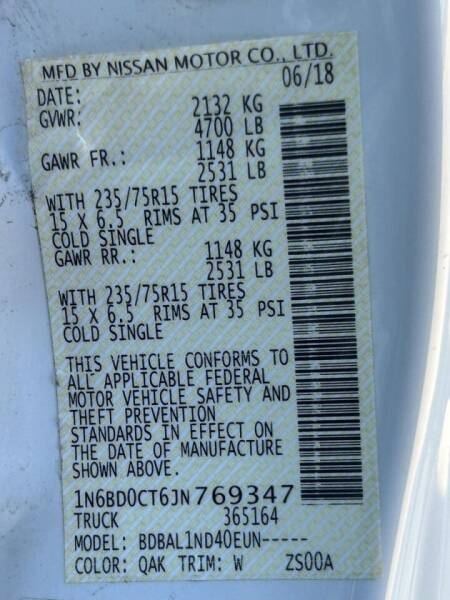 MFD BY NISSAN MOTOR CO., LTD.
DATE: 06/18
GVWR: 2132 KG
4700 LB
GAWR FR.: 1148 KG
2531 LB
WITH 235/75R15 TIRES
15 X 6.5 RIMS AT 35 PSI
COLD SINGLE
GAWR RR.: 1148 KG
2531 LB
WITH 235/75R15 TIRES
15 X 6.5 RIMS AT 35 PSI
COLD SINGLE
THIS VEHICLE CONFORMS TO
ALL APPLICABLE FEDERAL
MOTOR VEHICLE SAFETY AND
THEFT PREVENTION
STANDARDS IN EFFECT ON
THE DATE OF MANUFACTURE
SHOWN ABOVE.
1N6BD0CT6JN769347
TRUCK 365164
MODEL: BDBAL1ND40EUN-----
COLOR: QAK TRIM: W ZS00A